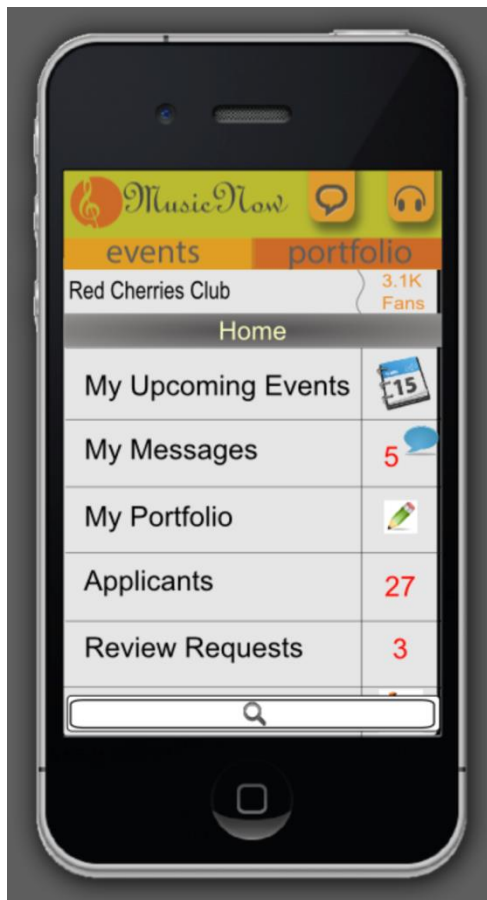 MusicNow
events portfolio
Red Cherries Club 3.1K
Fans
Home
My Upcoming Events 15
My Messages 5
My Portfolio
Applicants 27
Review Requests 3